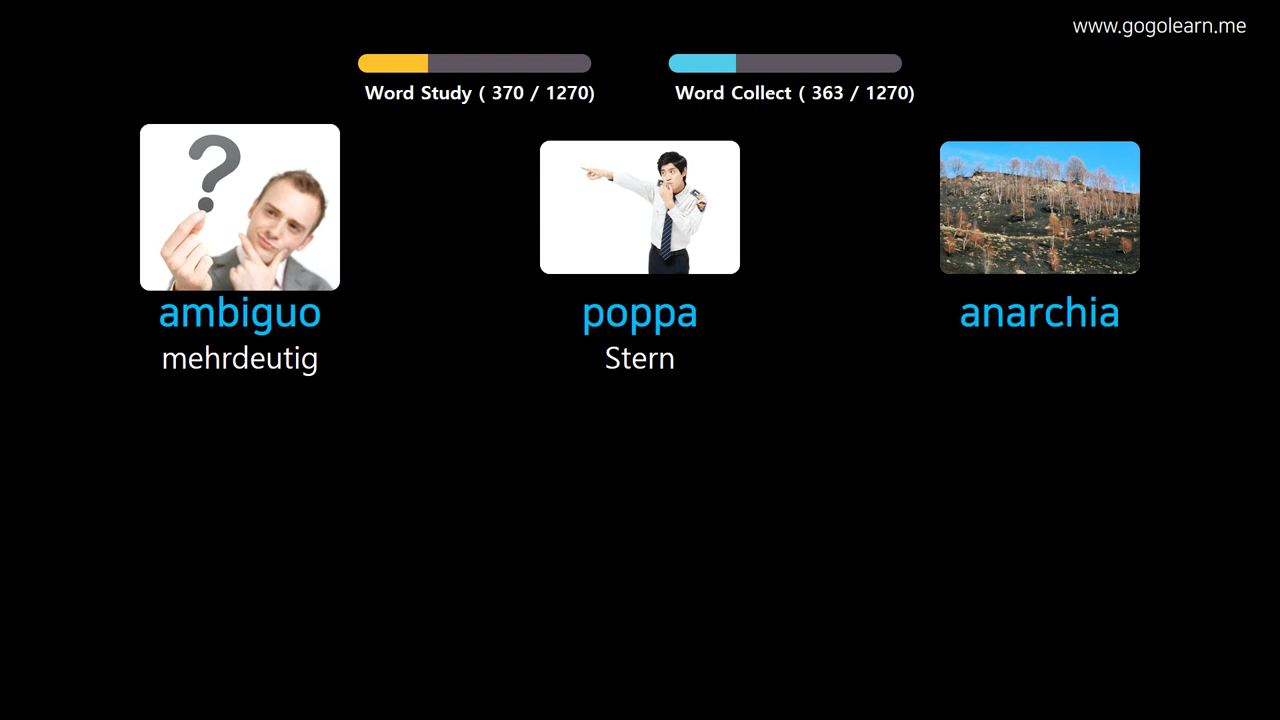 www.gogolearn.me
Word Study ( 370 / 1270)
Word Collect ( 363 / 1270)
ambiguo
poppa
anarchia
mehrdeutig
Stern